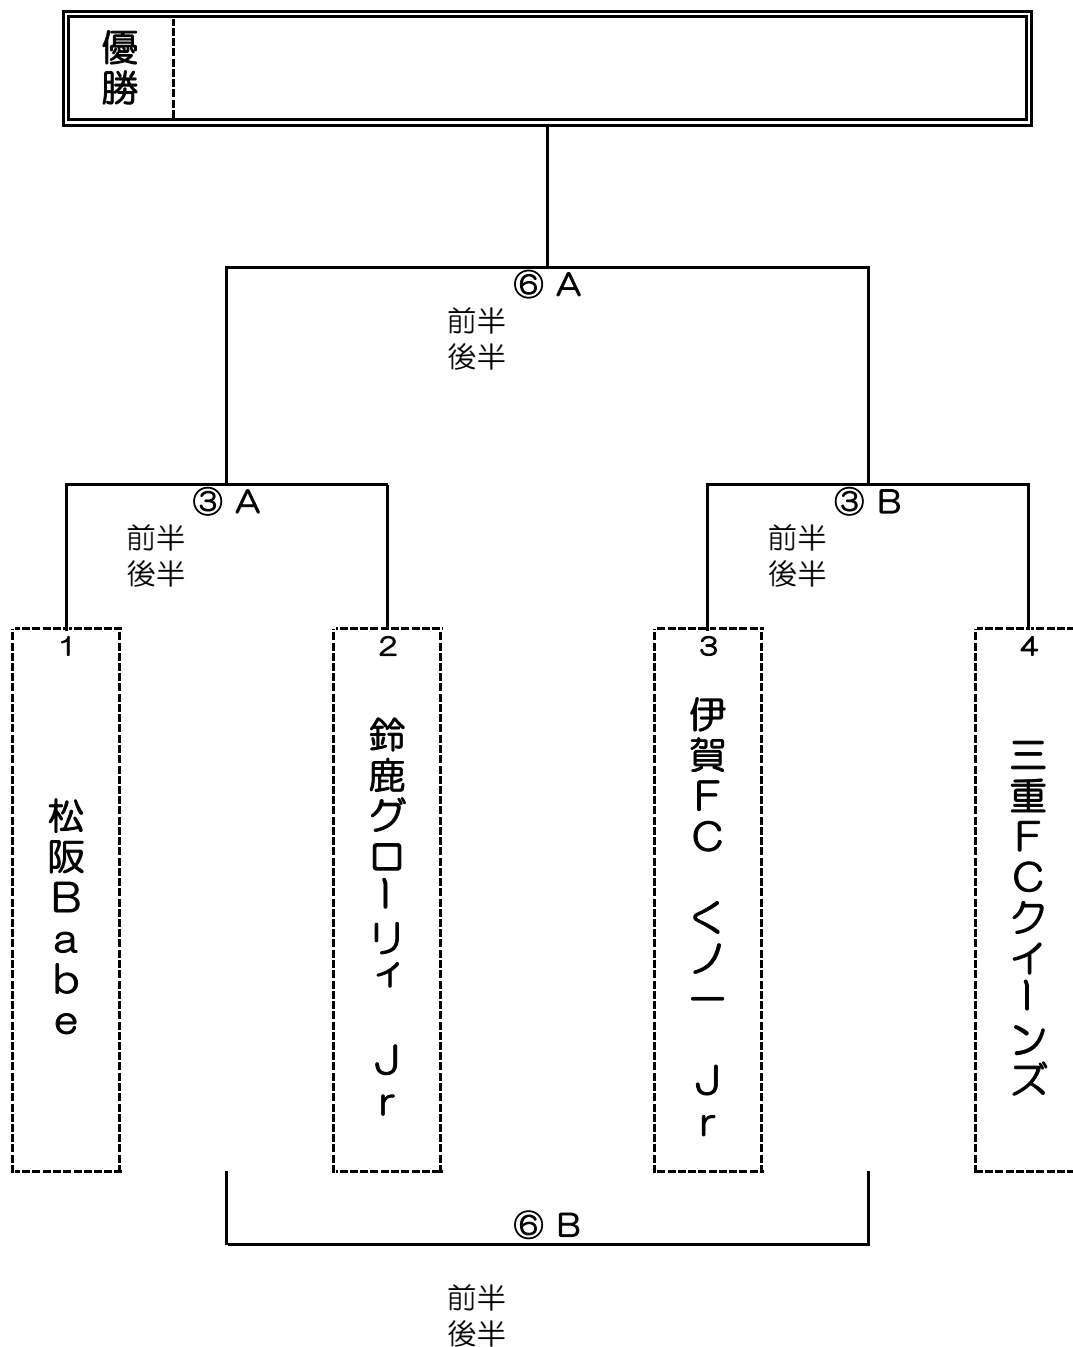 優勝
⑥ A
前半
後半
③ A
前半
後半
③ B
前半
後半
1
松阪Babe
2
鈴鹿グローリィ Jr
3
伊賀FC くノ一 Jr
4
三重FCクイーンズ
⑥ B
前半
後半